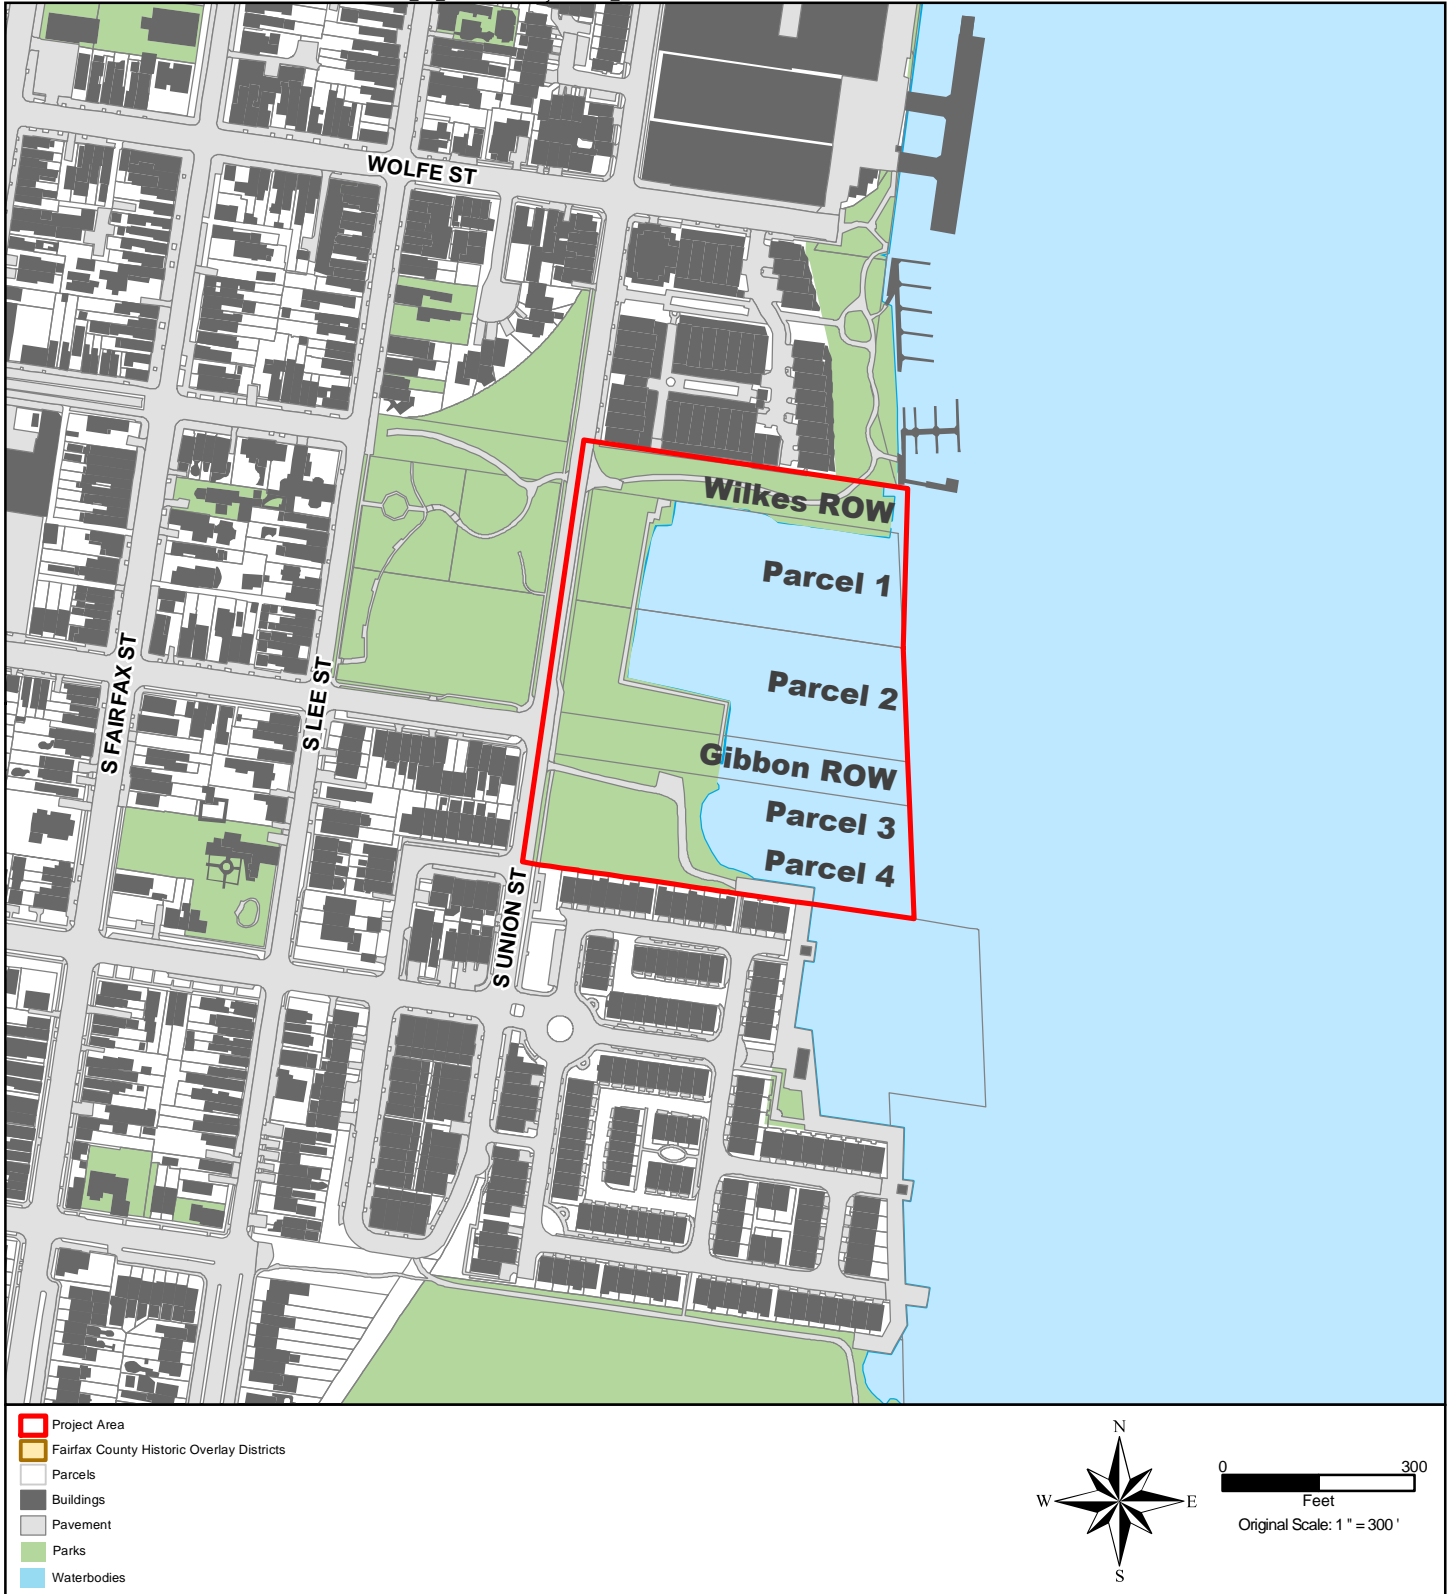 WOLFE ST
Wilkes ROW
Parcel 1
S FAIRFAX ST
S LEE ST
Parcel 2
Gibbon ROW
Parcel 3
Parcel 4
S UNION ST
Project Area
Fairfax County Historic Overlay Districts
Parcels
Buildings
Pavement
Parks
Waterbodies
N
W
E
S
0 300
Feet
Original Scale: 1 " = 300 '